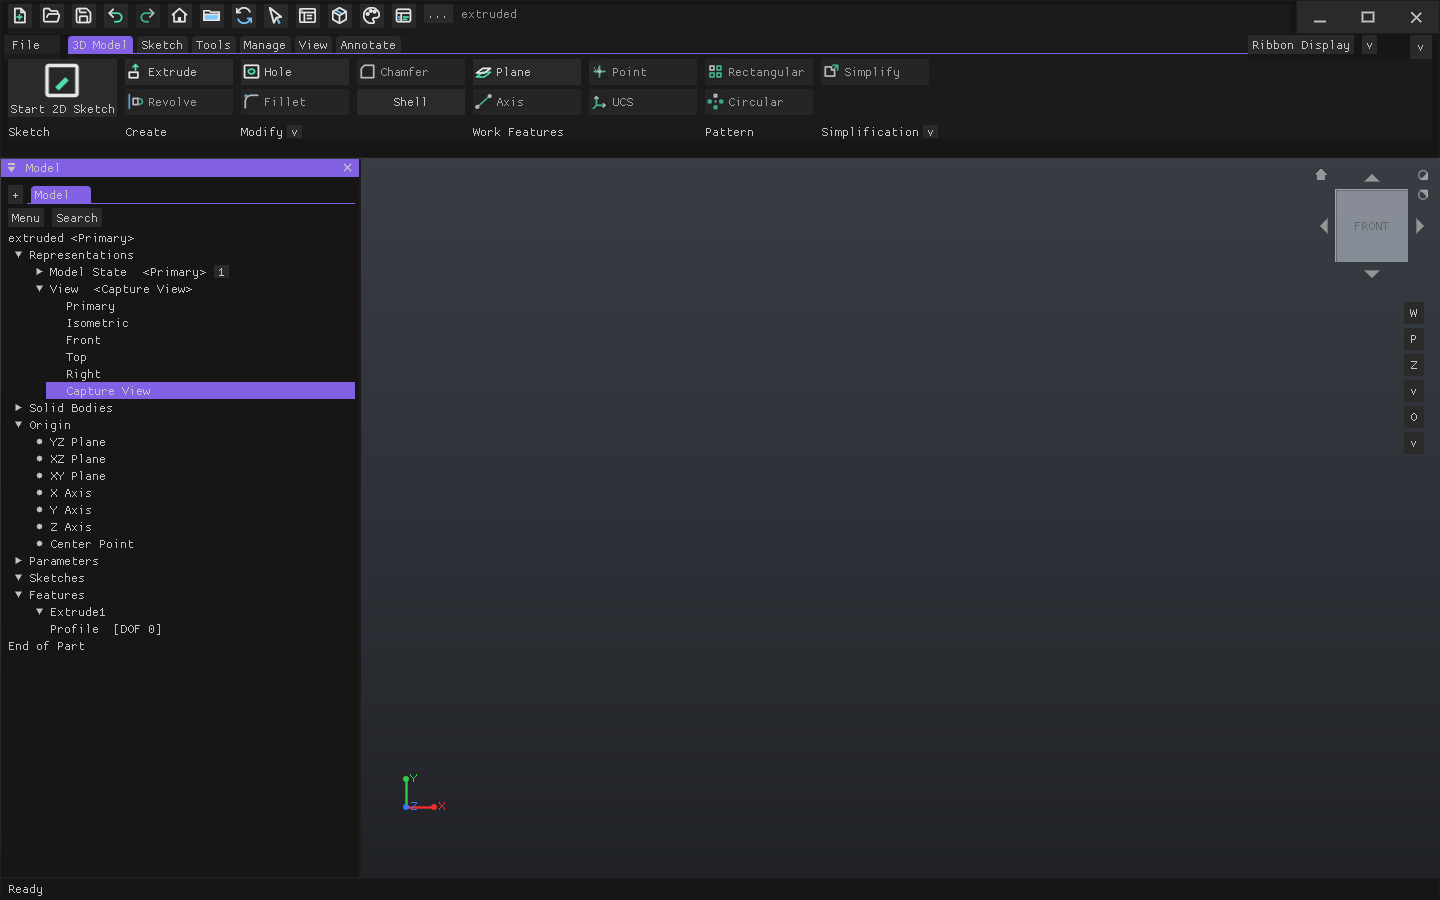 ... extruded
File 3D Model Sketch Tools Manage View Annotate Ribbon Display v v
Start 2D Sketch
Extrude Hole Chamfer Plane Point Rectangular Simplify
Revolve Fillet Shell Axis UCS Circular
Sketch Create Modify v Work Features Pattern Simplification v
Model
+ Model
Menu Search
extruded <Primary>
Representations
Model State <Primary> 1
View <Capture View>
Primary
Isometric
Front
Top
Right
Capture View
Solid Bodies
Origin
YZ Plane
XZ Plane
XY Plane
X Axis
Y Axis
Z Axis
Center Point
Parameters
Sketches
Features
Extrude1
Profile [DOF 0]
End of Part
FRONT
W
P
Z
v
O
v
Y
Z X
Ready